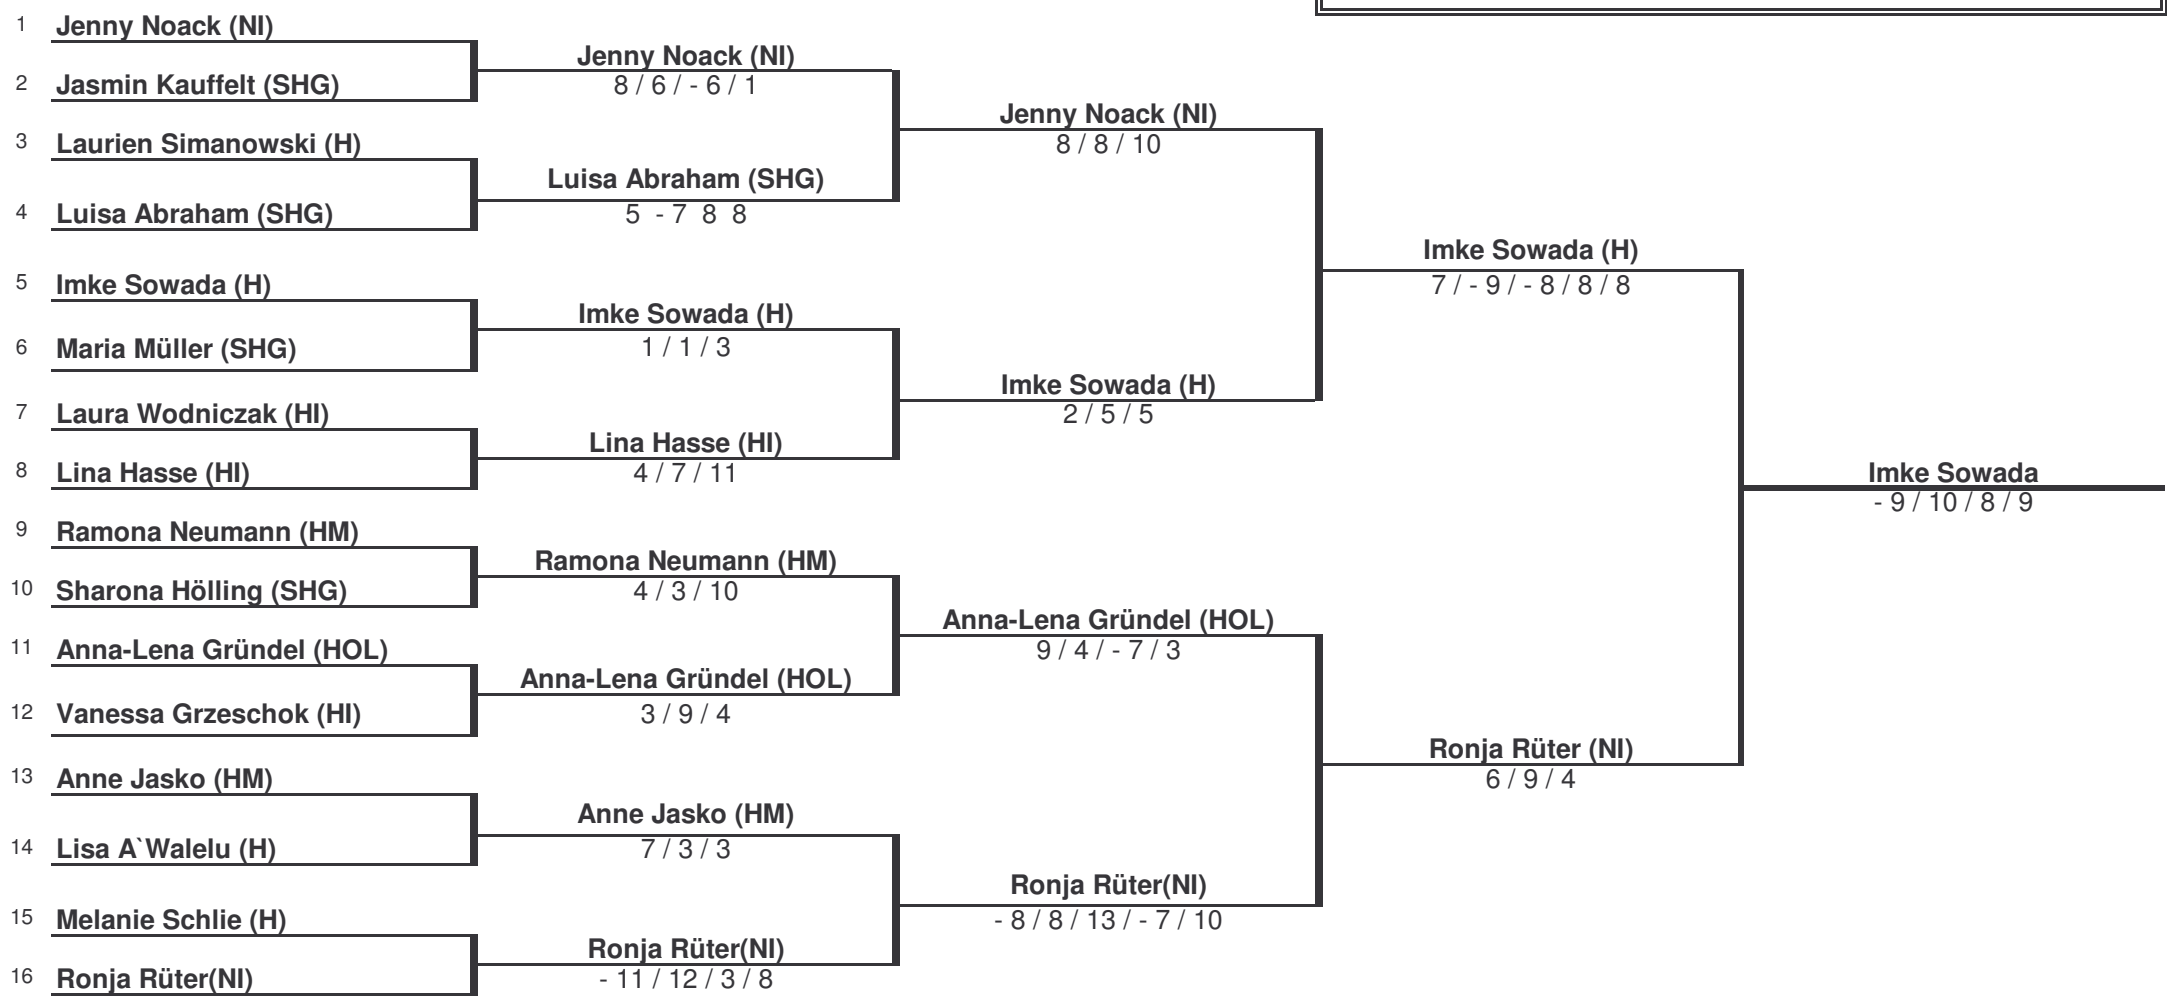 1 Jenny Noack (NI)
Jenny Noack (NI)
2 Jasmin Kauffelt (SHG)
8 / 6 / - 6 / 1
Jenny Noack (NI)
3 Laurien Simanowski (H)
8 / 8 / 10
Luisa Abraham (SHG)
4 Luisa Abraham (SHG)
5 - 7 8 8
Imke Sowada (H)
5 Imke Sowada (H)
7 / - 9 / - 8 / 8 / 8
Imke Sowada (H)
6 Maria Müller (SHG)
1 / 1 / 3
Imke Sowada (H)
7 Laura Wodniczak (HI)
2 / 5 / 5
Lina Hasse (HI)
8 Lina Hasse (HI)
4 / 7 / 11
Imke Sowada
- 9 / 10 / 8 / 9
9 Ramona Neumann (HM)
Ramona Neumann (HM)
10 Sharona Hölling (SHG)
4 / 3 / 10
Anna-Lena Gründel (HOL)
11 Anna-Lena Gründel (HOL)
9 / 4 / - 7 / 3
Anna-Lena Gründel (HOL)
12 Vanessa Grzeschok (HI)
3 / 9 / 4
Ronja Rüter (NI)
13 Anne Jasko (HM)
6 / 9 / 4
Anne Jasko (HM)
14 Lisa A`Walelu (H)
7 / 3 / 3
Ronja Rüter(NI)
15 Melanie Schlie (H)
- 8 / 8 / 13 / - 7 / 10
Ronja Rüter(NI)
16 Ronja Rüter(NI)
- 11 / 12 / 3 / 8